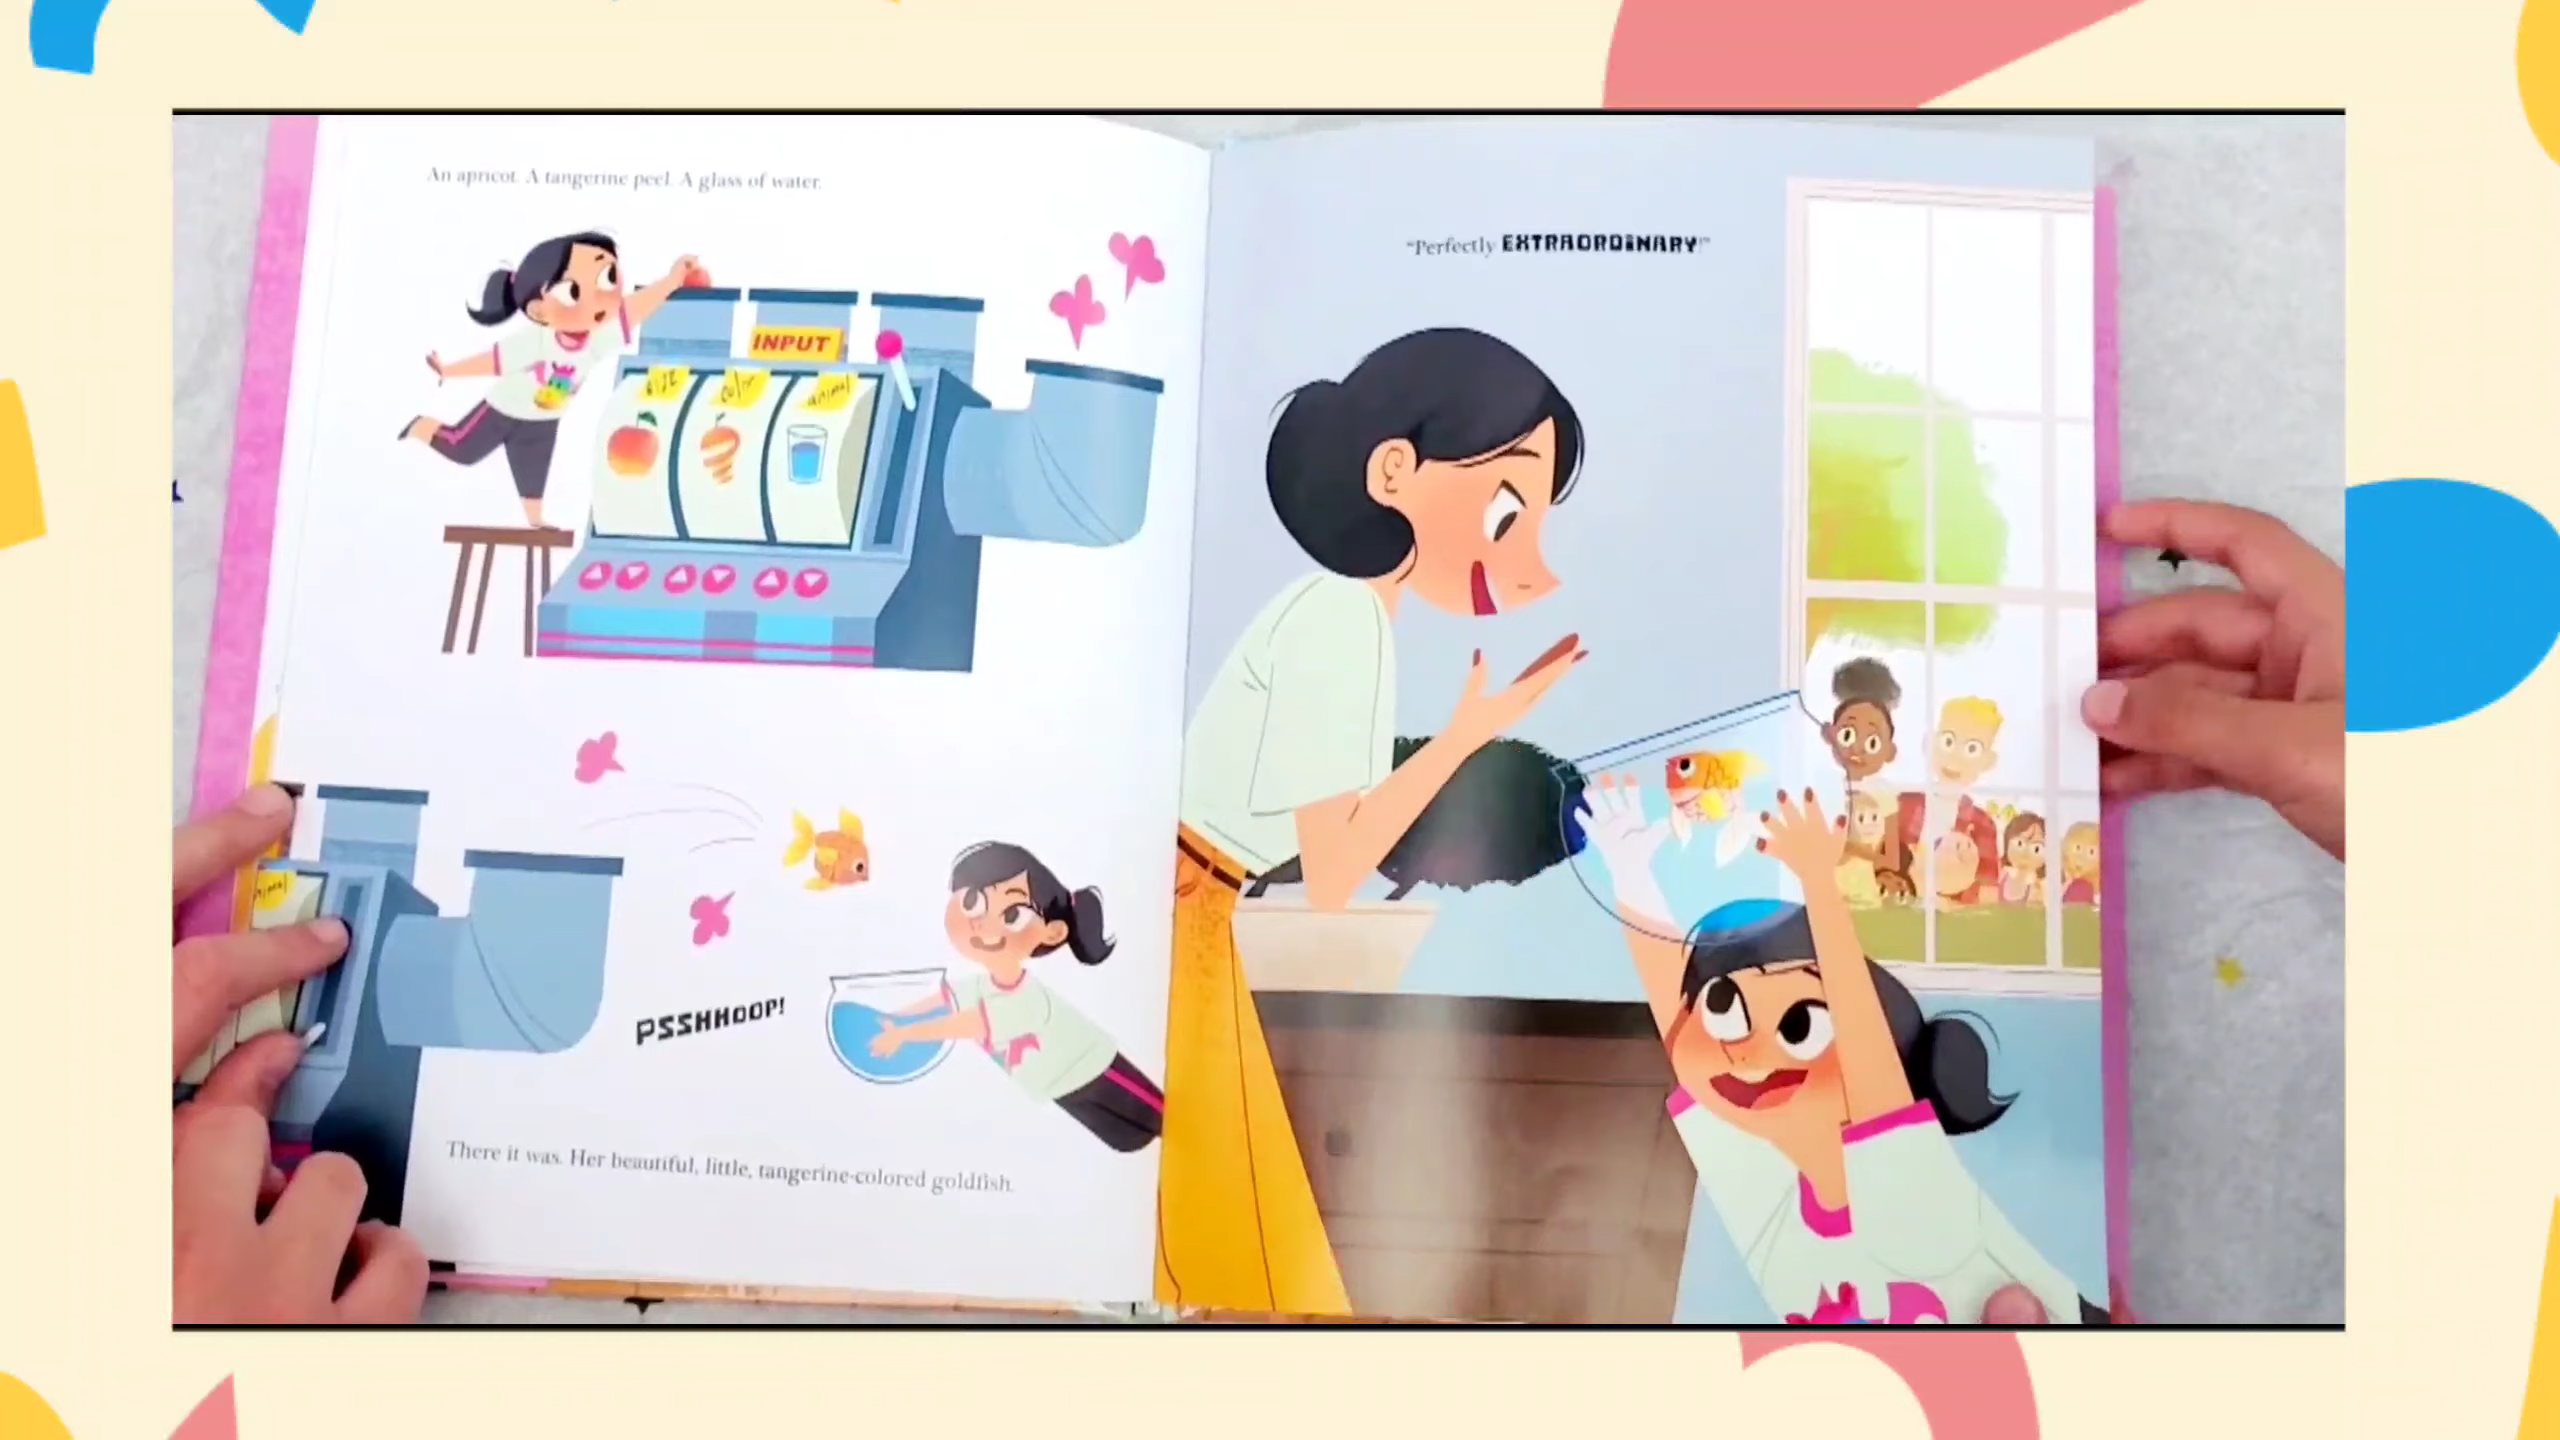 An apricot. A tangerine peel. A glass of water.
INPUT
size
color
animal
PSSHHOOP!
There it was. Her beautiful, little, tangerine-colored goldfish.
"Perfectly EXTRAORDINARY!"